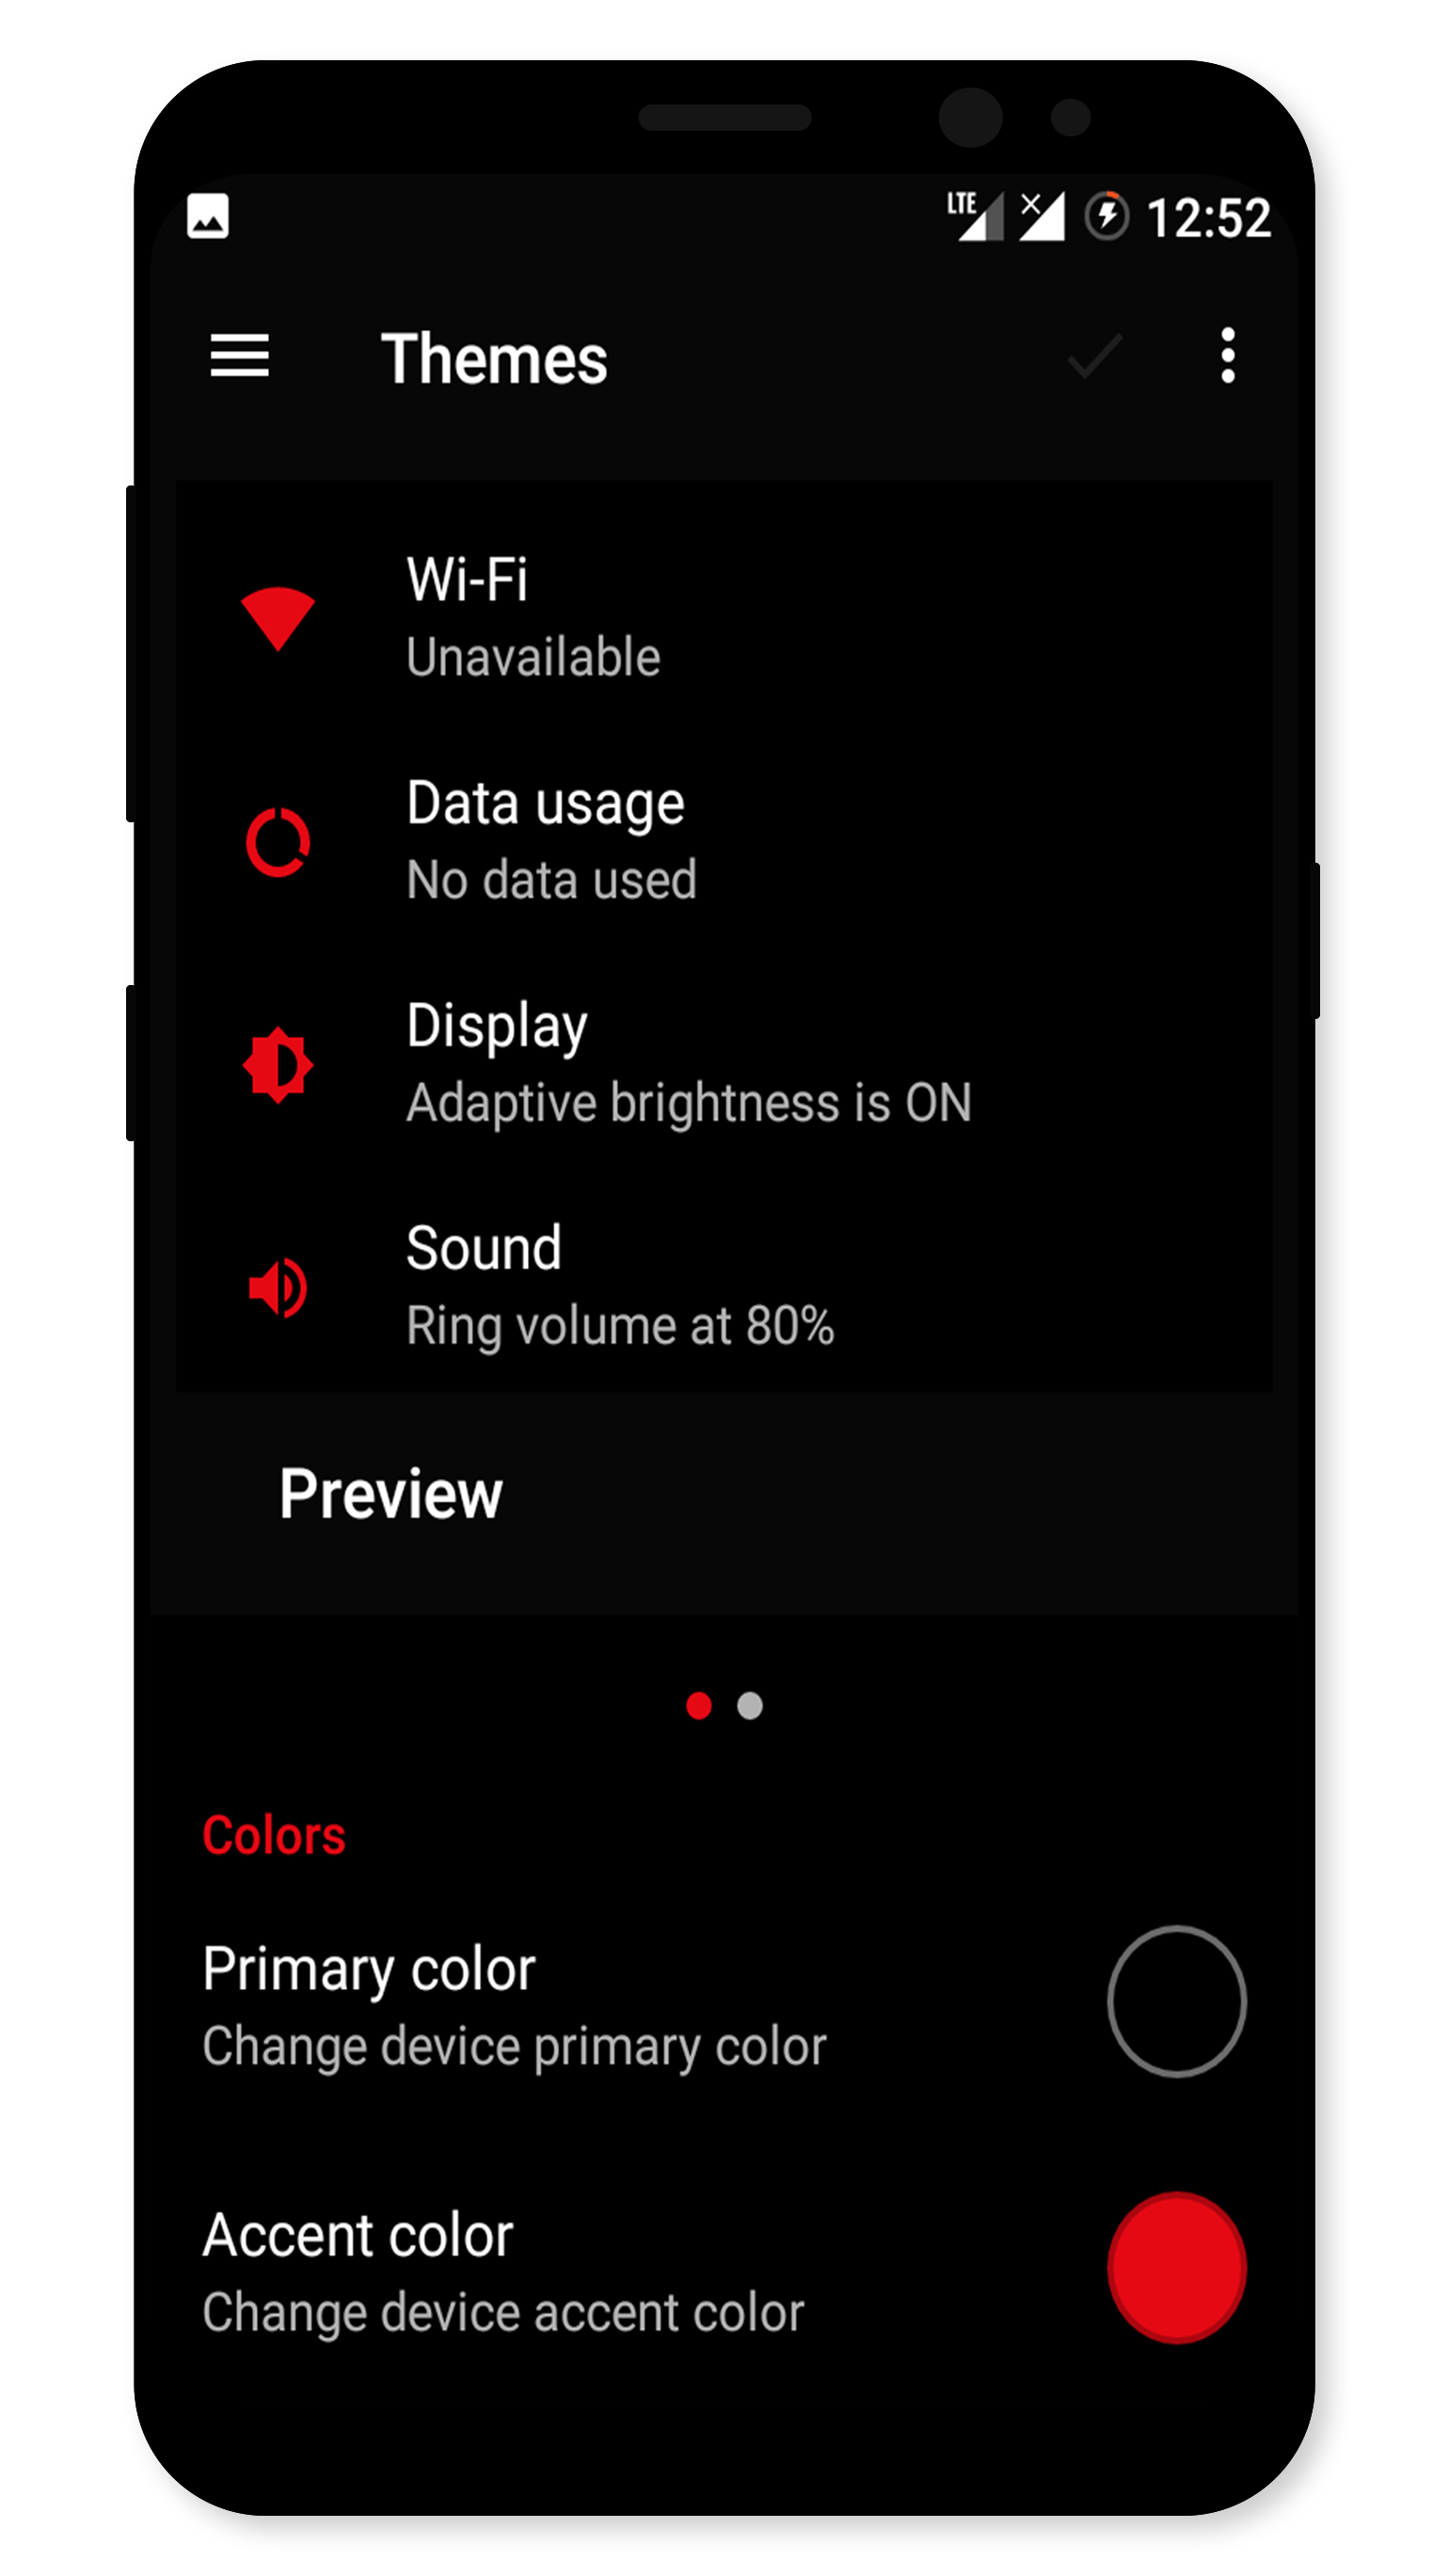 LTE 12:52
Themes
Wi-Fi
Unavailable
Data usage
No data used
Display
Adaptive brightness is ON
Sound
Ring volume at 80%
Preview
Colors
Primary color
Change device primary color
Accent color
Change device accent color